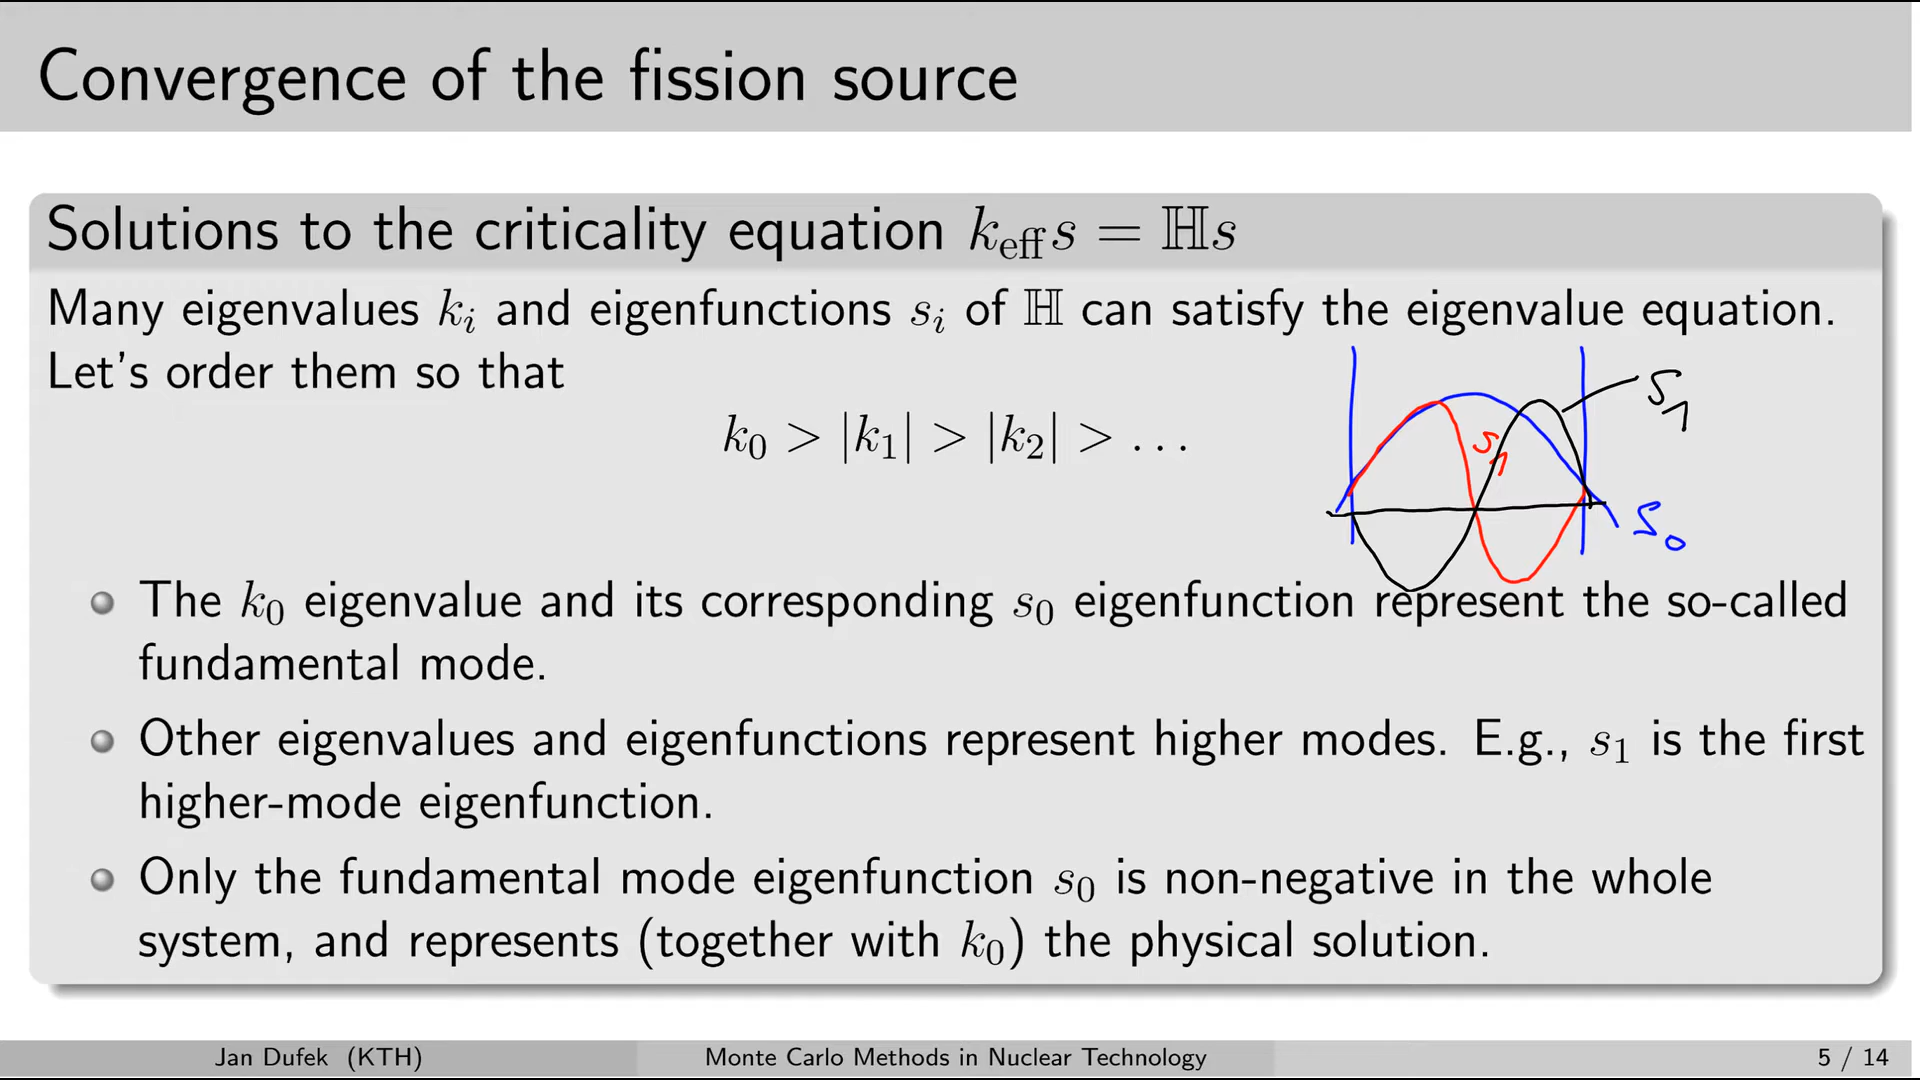 Convergence of the fission source
Solutions to the criticality equation k_eff s = ℍs
Many eigenvalues k_i and eigenfunctions s_i of ℍ can satisfy the eigenvalue equation.
Let's order them so that
k_0 > |k_1| > |k_2| > . . .
S_1
S_1
S_0
The k_0 eigenvalue and its corresponding s_0 eigenfunction represent the so-called
fundamental mode.
Other eigenvalues and eigenfunctions represent higher modes. E.g., s_1 is the first
higher-mode eigenfunction.
Only the fundamental mode eigenfunction s_0 is non-negative in the whole
system, and represents (together with k_0) the physical solution.
Jan Dufek (KTH)
Monte Carlo Methods in Nuclear Technology
5 / 14